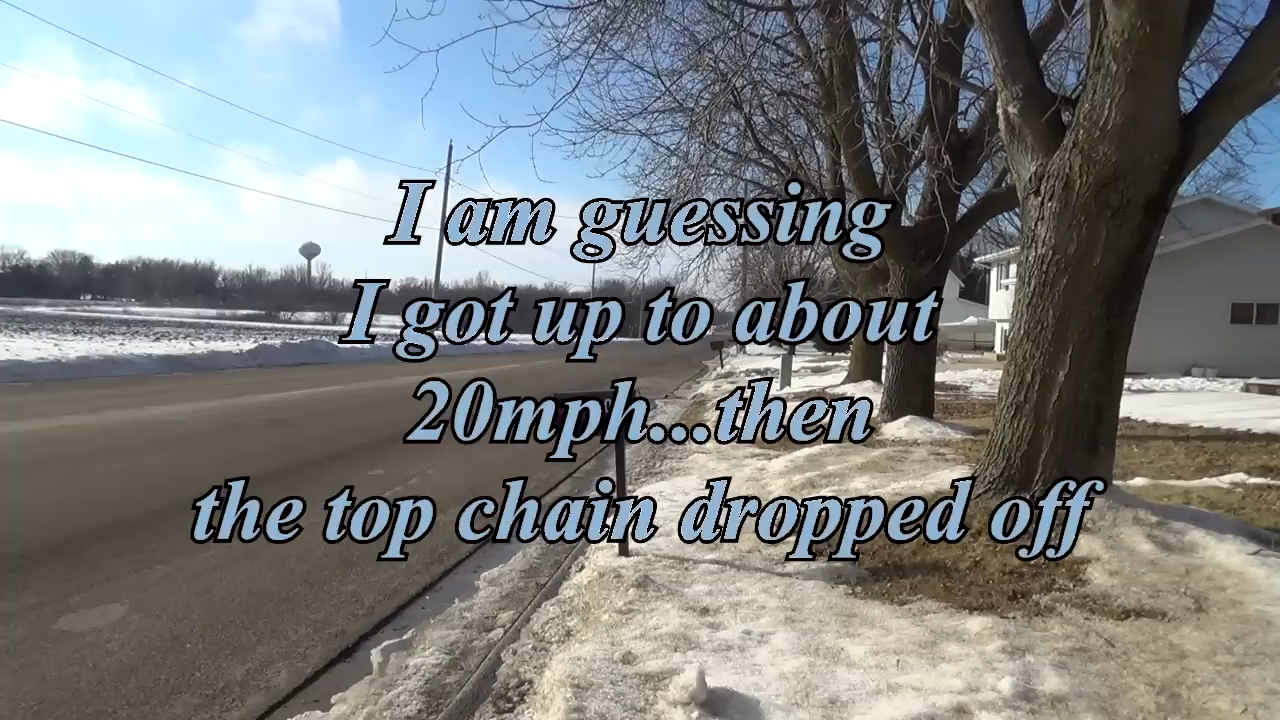 I am guessing
I got up to about
20mph...then
the top chain dropped off